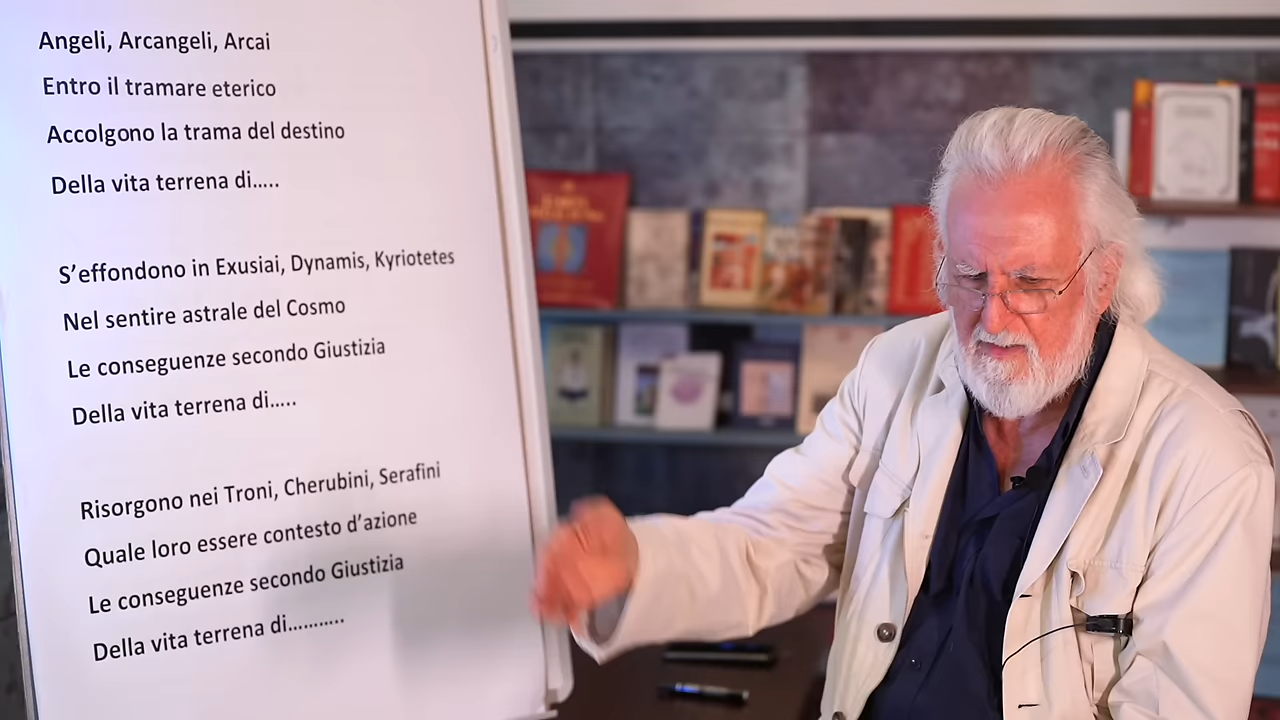 Angeli, Arcangeli, Arcai
Entro il tramare eterico
Accolgono la trama del destino
Della vita terrena di.....
S'effondono in Exusiai, Dynamis, Kyriotetes
Nel sentire astrale del Cosmo
Le conseguenze secondo Giustizia
Della vita terrena di.....
Risorgono nei Troni, Cherubini, Serafini
Quale loro essere contesto d'azione
Le conseguenze secondo Giustizia
Della vita terrena di...........